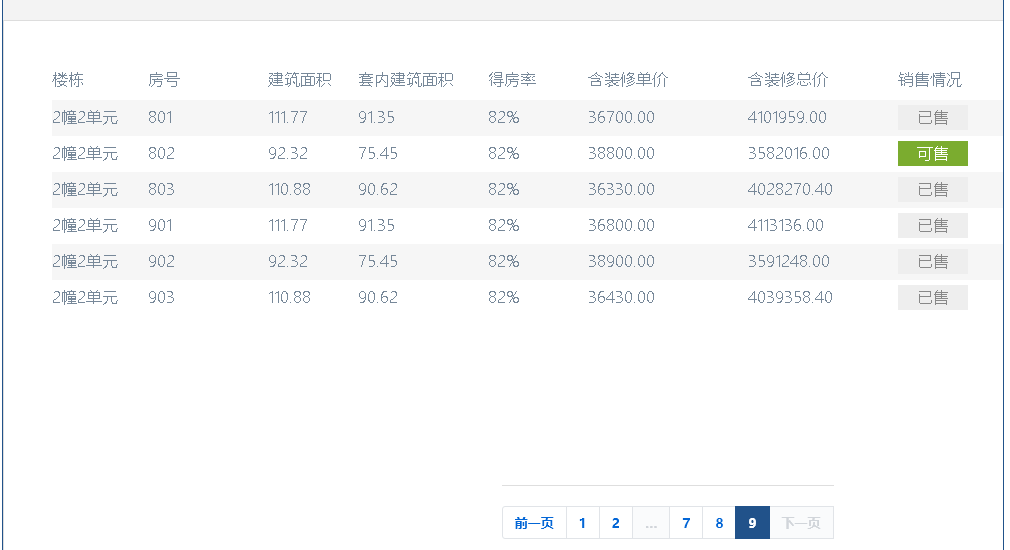 楼栋 房号 建筑面积 套内建筑面积 得房率 含装修单价 含装修总价 销售情况
2幢2单元 801 111.77 91.35 82% 36700.00 4101959.00 已售
2幢2单元 802 92.32 75.45 82% 38800.00 3582016.00 可售
2幢2单元 803 110.88 90.62 82% 36330.00 4028270.40 已售
2幢2单元 901 111.77 91.35 82% 36800.00 4113136.00 已售
2幢2单元 902 92.32 75.45 82% 38900.00 3591248.00 已售
2幢2单元 903 110.88 90.62 82% 36430.00 4039358.40 已售
前一页 1 2 ... 7 8 9 下一页